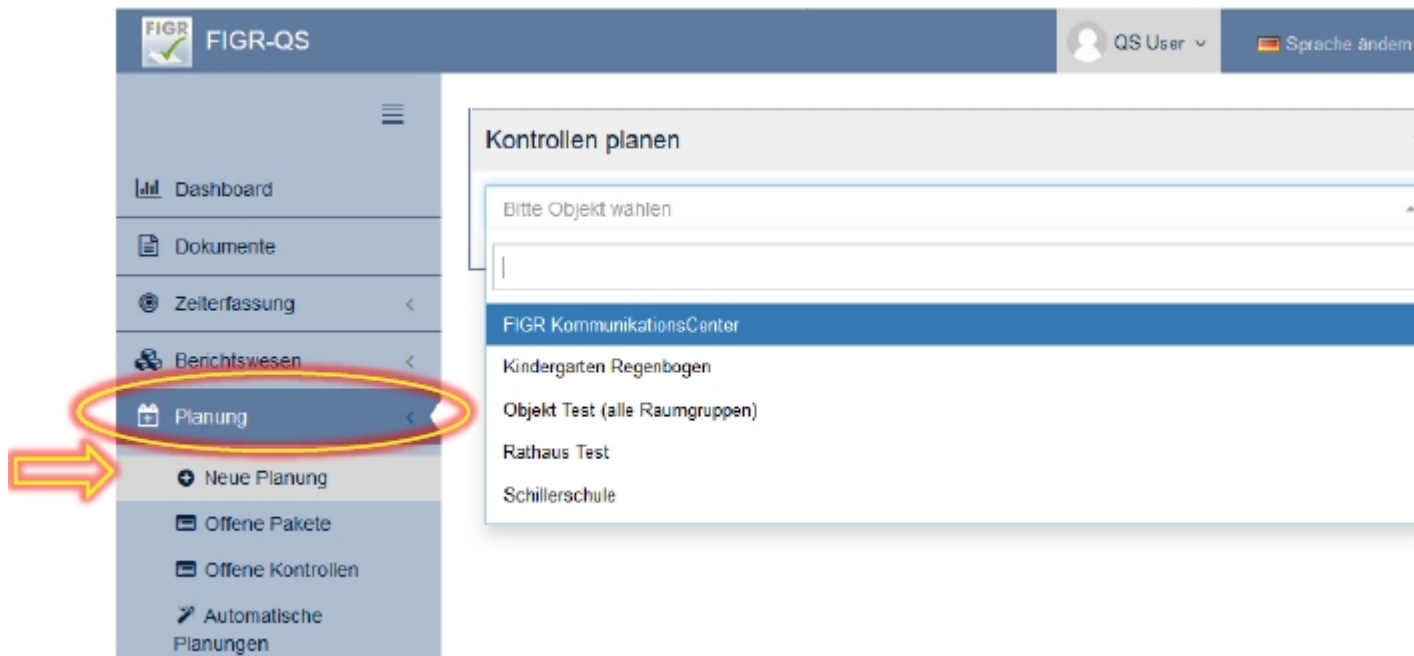 FIGR
FIGR-QS
QS User
Sprache ändern
Kontrollen planen
Dashboard
Bitte Objekt wählen
Dokumente
Zeiterfassung
FIGR KommunikationsCenter
Berichtswesen
Kindergarten Regenbogen
Planung
Objekt Test (alle Raumgruppen)
Rathaus Test
Neue Planung
Schillerschule
Offene Pakete
Offene Kontrollen
Automatische
Planungen